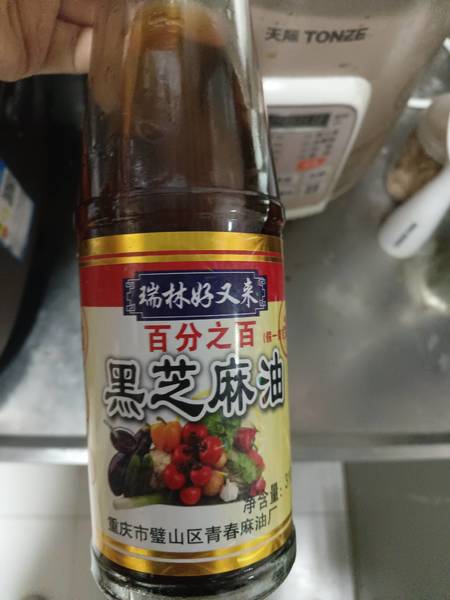 天际 TONZE
瑞林好又来
百分之百
黑芝麻油
净含量:
重庆市璧山区青春麻油厂